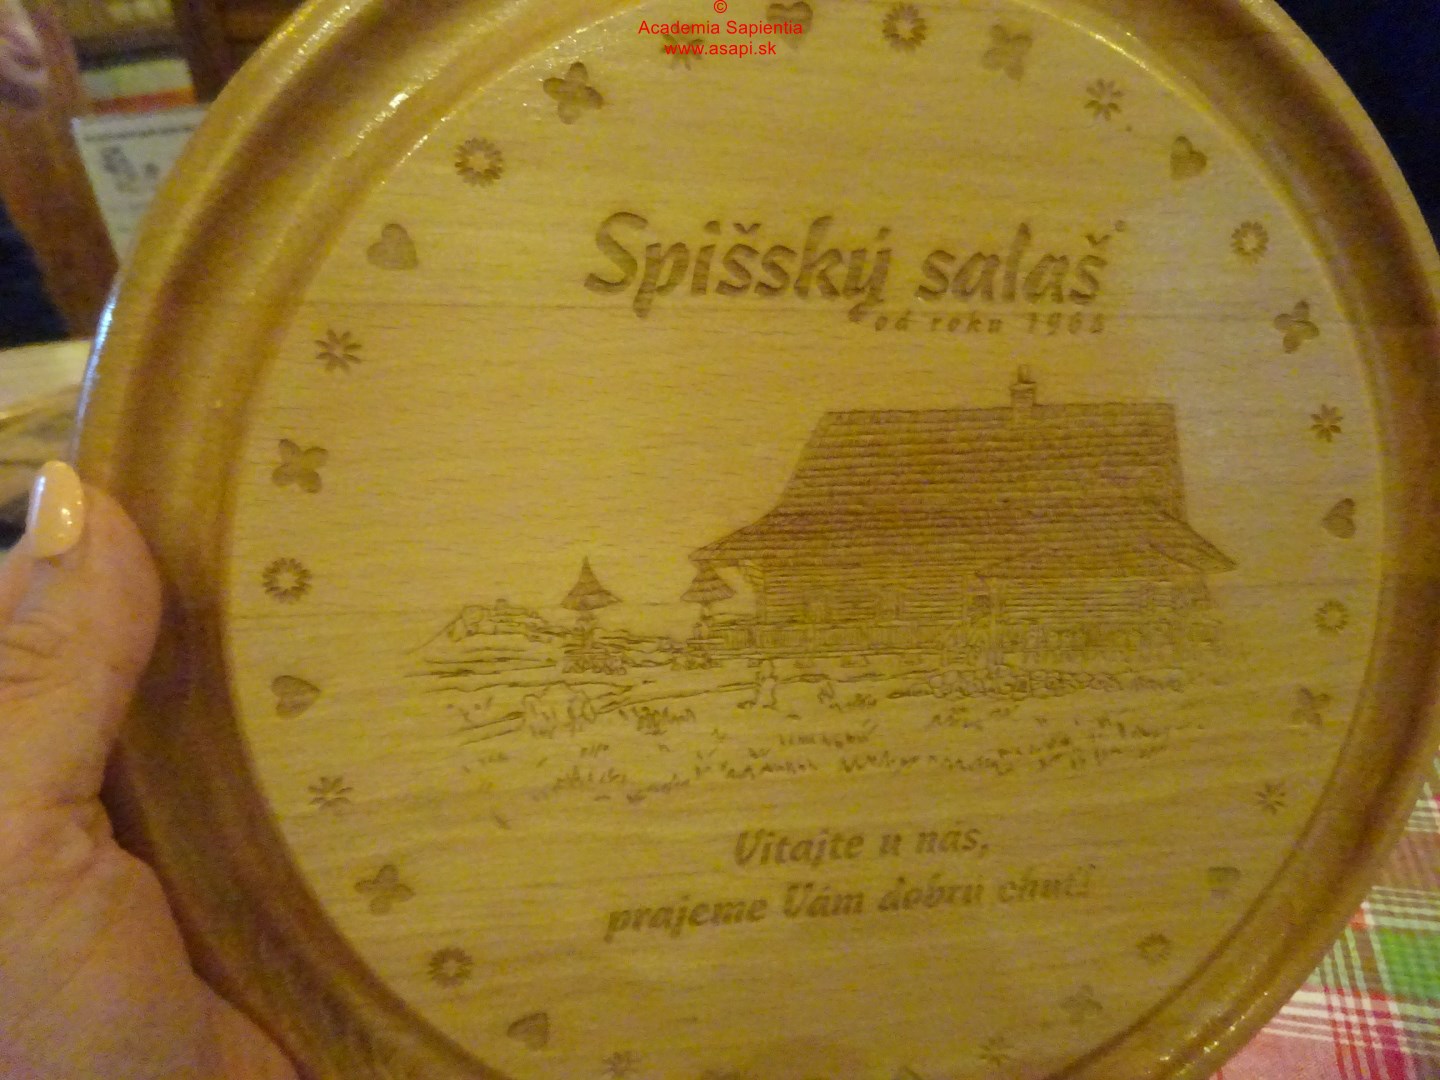 ©
Academia Sapientia
www.asapi.sk
Spišský salaš
od roku 1968
Vitajte u nás,
prajeme Vám dobrú chuť!